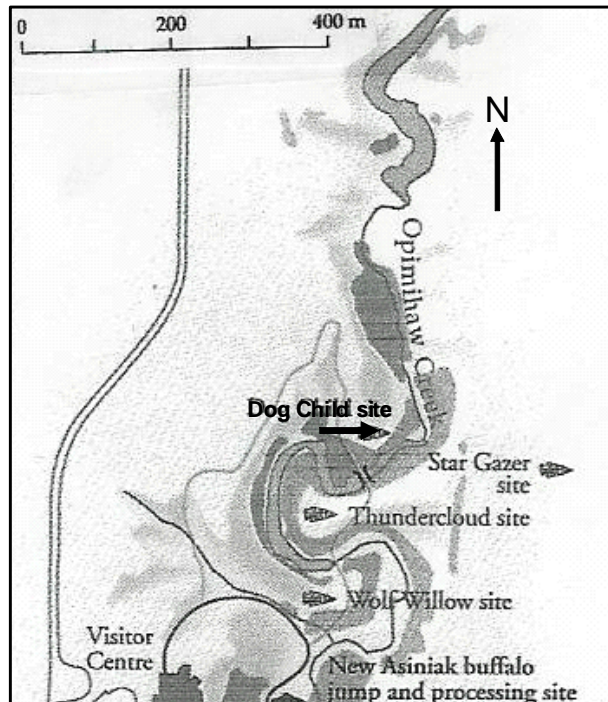 0 200 400 m
N
Opimihaw Creek
Dog Child site
Star Gazer
site
Thundercloud site
Wolf Willow site
Visitor
Centre
New Asiniak buffalo
jump and processing site